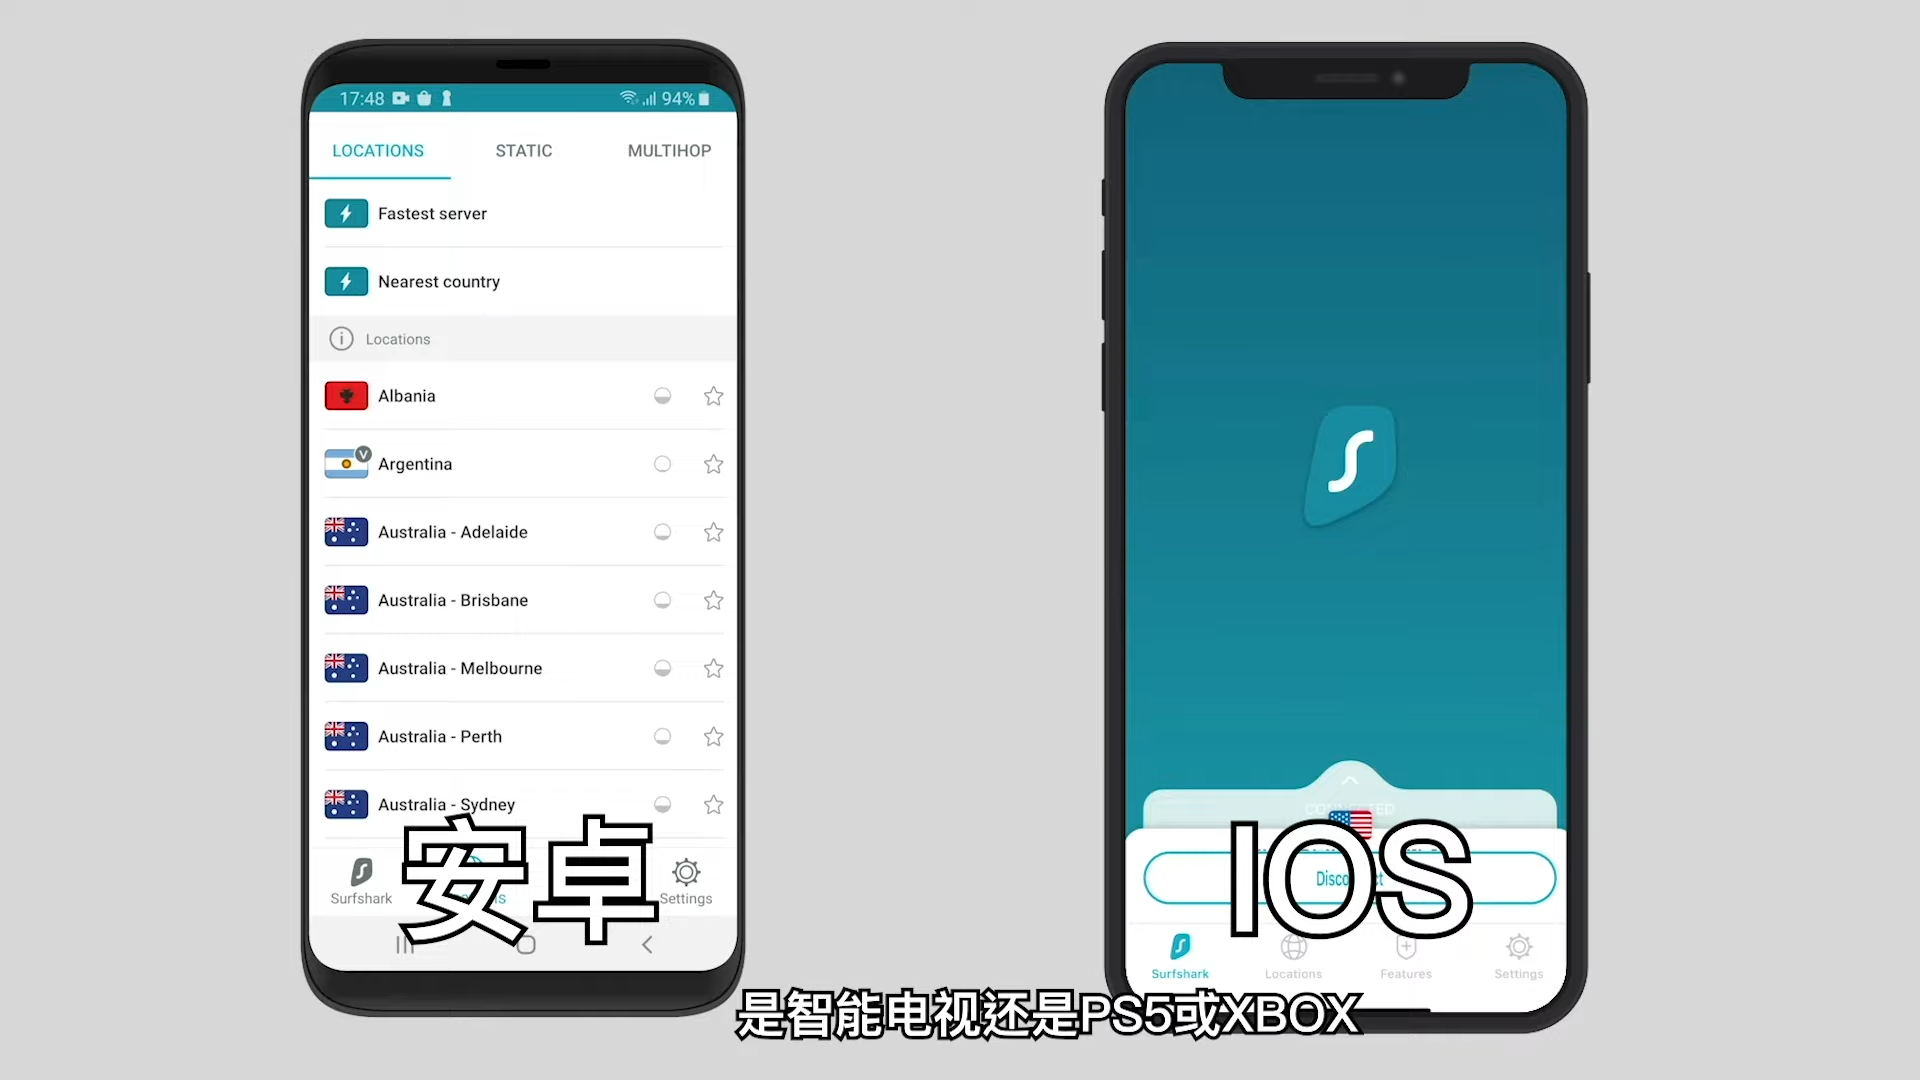 17:48 94%
LOCATIONS STATIC MULTIHOP
Fastest server
Nearest country
Locations
Albania
Argentina
Australia - Adelaide
Australia - Brisbane
Australia - Melbourne
Australia - Perth
Australia - Sydney
Surfshark Settings
安卓
CONNECTED
IOS
Surfshark Locations Features Settings
是智能电视还是PS5或XBOX